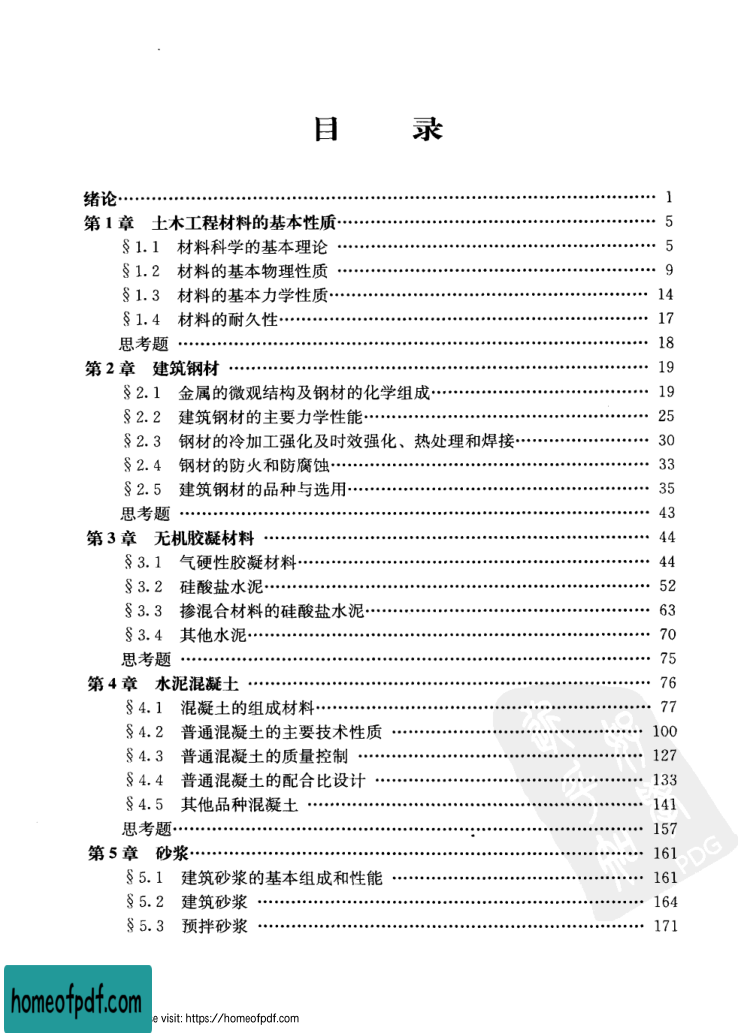 目 录
绪论…………………………………………………… 1
第1章 土木工程材料的基本性质…………………………………………………… 5
§1.1 材料科学的基本理论 …………………………………………………… 5
§1.2 材料的基本物理性质 …………………………………………………… 9
§1.3 材料的基本力学性质…………………………………………………… 14
§1.4 材料的耐久性…………………………………………………… 17
思考题 …………………………………………………… 18
第2章 建筑钢材 …………………………………………………… 19
§2.1 金属的微观结构及钢材的化学组成…………………………………………………… 19
§2.2 建筑钢材的主要力学性能…………………………………………………… 25
§2.3 钢材的冷加工强化及时效强化、热处理和焊接…………………………………………………… 30
§2.4 钢材的防火和防腐蚀…………………………………………………… 33
§2.5 建筑钢材的品种与选用…………………………………………………… 35
思考题 …………………………………………………… 43
第3章 无机胶凝材料 …………………………………………………… 44
§3.1 气硬性胶凝材料…………………………………………………… 44
§3.2 硅酸盐水泥…………………………………………………… 52
§3.3 掺混合材料的硅酸盐水泥…………………………………………………… 63
§3.4 其他水泥…………………………………………………… 70
思考题 …………………………………………………… 75
第4章 水泥混凝土 …………………………………………………… 76
§4.1 混凝土的组成材料…………………………………………………… 77
§4.2 普通混凝土的主要技术性质 …………………………………………………… 100
§4.3 普通混凝土的质量控制 …………………………………………………… 127
§4.4 普通混凝土的配合比设计 …………………………………………………… 133
§4.5 其他品种混凝土 …………………………………………………… 141
思考题…………………………………………………… 157
第5章 砂浆…………………………………………………… 161
§5.1 建筑砂浆的基本组成和性能 …………………………………………………… 161
§5.2 建筑砂浆 …………………………………………………… 164
§5.3 预拌砂浆 …………………………………………………… 171
PDG
homeofpdf.com
e visit: https://homeofpdf.com